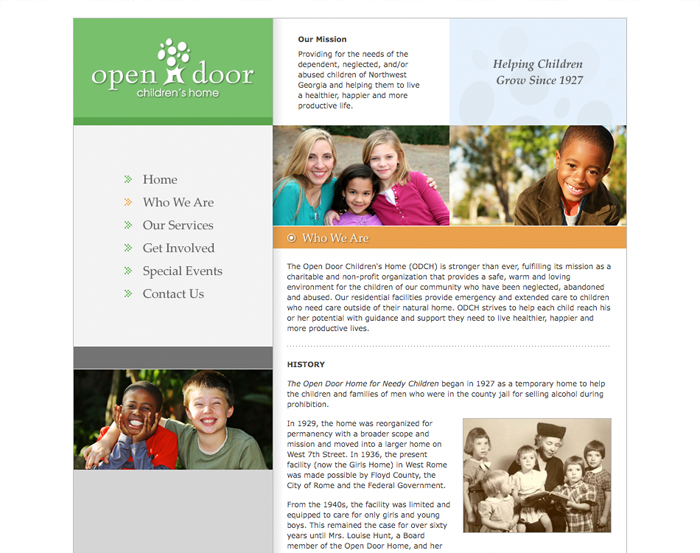 open door
children's home
Our Mission
Providing for the needs of the
dependent, neglected, and/or
abused children of Northwest
Georgia and helping them to live
a healthier, happier and more
productive life.
Helping Children
Grow Since 1927
Home
Who We Are
Our Services
Get Involved
Special Events
Contact Us
Who We Are
The Open Door Children's Home (ODCH) is stronger than ever, fulfilling its mission as a
charitable and non-profit organization that provides a safe, warm and loving
environment for the children of our community who have been neglected, abandoned
and abused. Our residential facilities provide emergency and extended care to children
who need care outside of their natural home. ODCH strives to help each child reach his
or her potential with guidance and support they need to live healthier, happier and
more productive lives.
HISTORY
The Open Door Home for Needy Children began in 1927 as a temporary home to help
the children and families of men who were in the county jail for selling alcohol during
prohibition.
In 1929, the home was reorganized for
permanency with a broader scope and
mission and moved into a larger home on
West 7th Street. In 1936, the present
facility (now the Girls Home) in West Rome
was made possible by Floyd County, the
City of Rome and the Federal Government.
From the 1940s, the facility was limited and
equipped to care for only girls and young
boys. This remained the case for over sixty
years until Mrs. Louise Hunt, a Board
member of the Open Door Home, and her